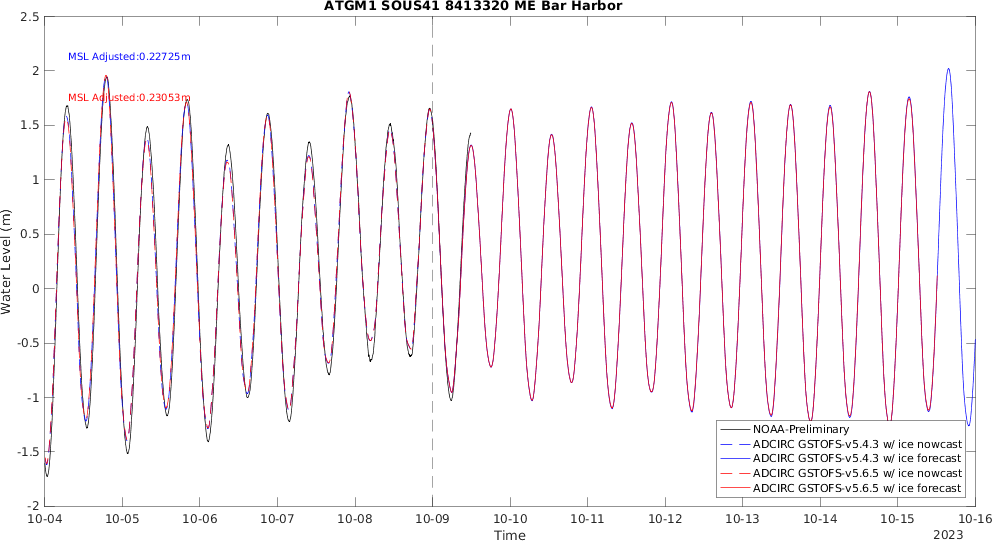 ATGM1 SOUS41 8413320 ME Bar Harbor
2.5
2
1.5
1
0.5
0
-0.5
-1
-1.5
-2
Water Level (m)
MSL Adjusted:0.22725m
MSL Adjusted:0.23053m
NOAA-Preliminary
ADCIRC GSTOFS-v5.4.3 w/ ice nowcast
ADCIRC GSTOFS-v5.4.3 w/ ice forecast
ADCIRC GSTOFS-v5.6.5 w/ ice nowcast
ADCIRC GSTOFS-v5.6.5 w/ ice forecast
10-04 10-05 10-06 10-07 10-08 10-09 10-10 10-11 10-12 10-13 10-14 10-15 10-16
Time
2023